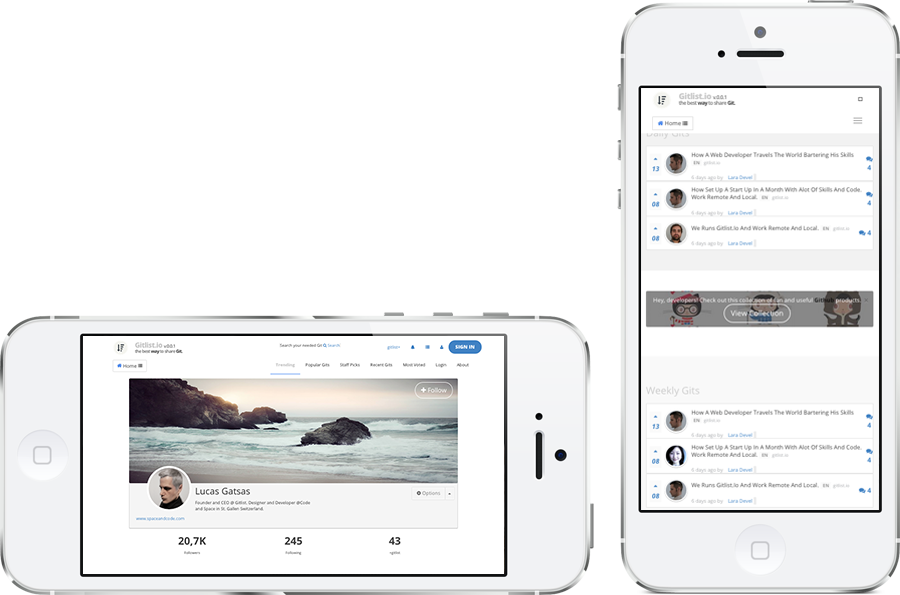 Gitlist.io v0.0.1
the best way to share Git.
Search your needed Git Search
gitlist
SIGN IN
Home
Trending
Popular Gits
Staff Picks
Recent Gits
Most Voted
Login
About
+ Follow
Lucas Gatsas
Founder and CEO @ Gitlist, Designer and Developer @Code
and Space in St. Gallen Switzerland.
Options
www.spaceandcode.com
20,7K
245
43
Followers
Following
Gitlist.io v0.0.1
the best way to share Git.
Home
Daily Gits
How A Web Developer Travels The World Bartering His Skills
EN gitlist.io
13
4
6 days ago by Lara Devel
How Set Up A Start Up In A Month With Alot Of Skills And Code.
Work Remote And Local. EN gitlist.io
08
4
6 days ago by Lara Devel
We Runs Gitlist.Io And Work Remote And Local. EN gitlist.io
08
4
6 days ago by Lara Devel
Hey, developers! Check out this collection of fun and useful Github products.
View Collection
Weekly Gits
How A Web Developer Travels The World Bartering His Skills
EN gitlist.io
13
4
6 days ago by Lara Devel
How Set Up A Start Up In A Month With Alot Of Skills And Code.
Work Remote And Local. EN gitlist.io
08
4
6 days ago by Lara Devel
We Runs Gitlist.Io And Work Remote And Local. EN gitlist.io
08
4
6 days ago by Lara Devel